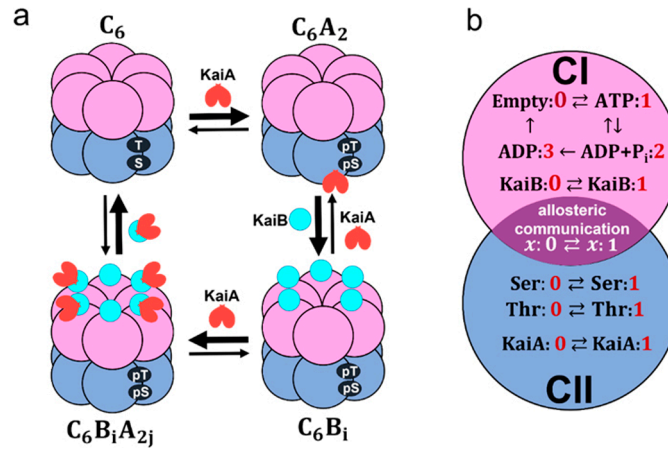 a
C₆
C₆A₂
KaiA
T
S
pT
pS
KaiB
KaiA
KaiA
pT
pS
pT
pS
C₆BᵢA₂ⱼ
C₆Bᵢ
b
CI
Empty:0 ⇄ ATP:1
↑ ↑↓
ADP:3 ← ADP+Pᵢ:2
KaiB:0 ⇄ KaiB:1
allosteric
communication
x: 0 ⇄ x: 1
Ser: 0 ⇄ Ser:1
Thr: 0 ⇄ Thr:1
KaiA: 0 ⇄ KaiA:1
CII